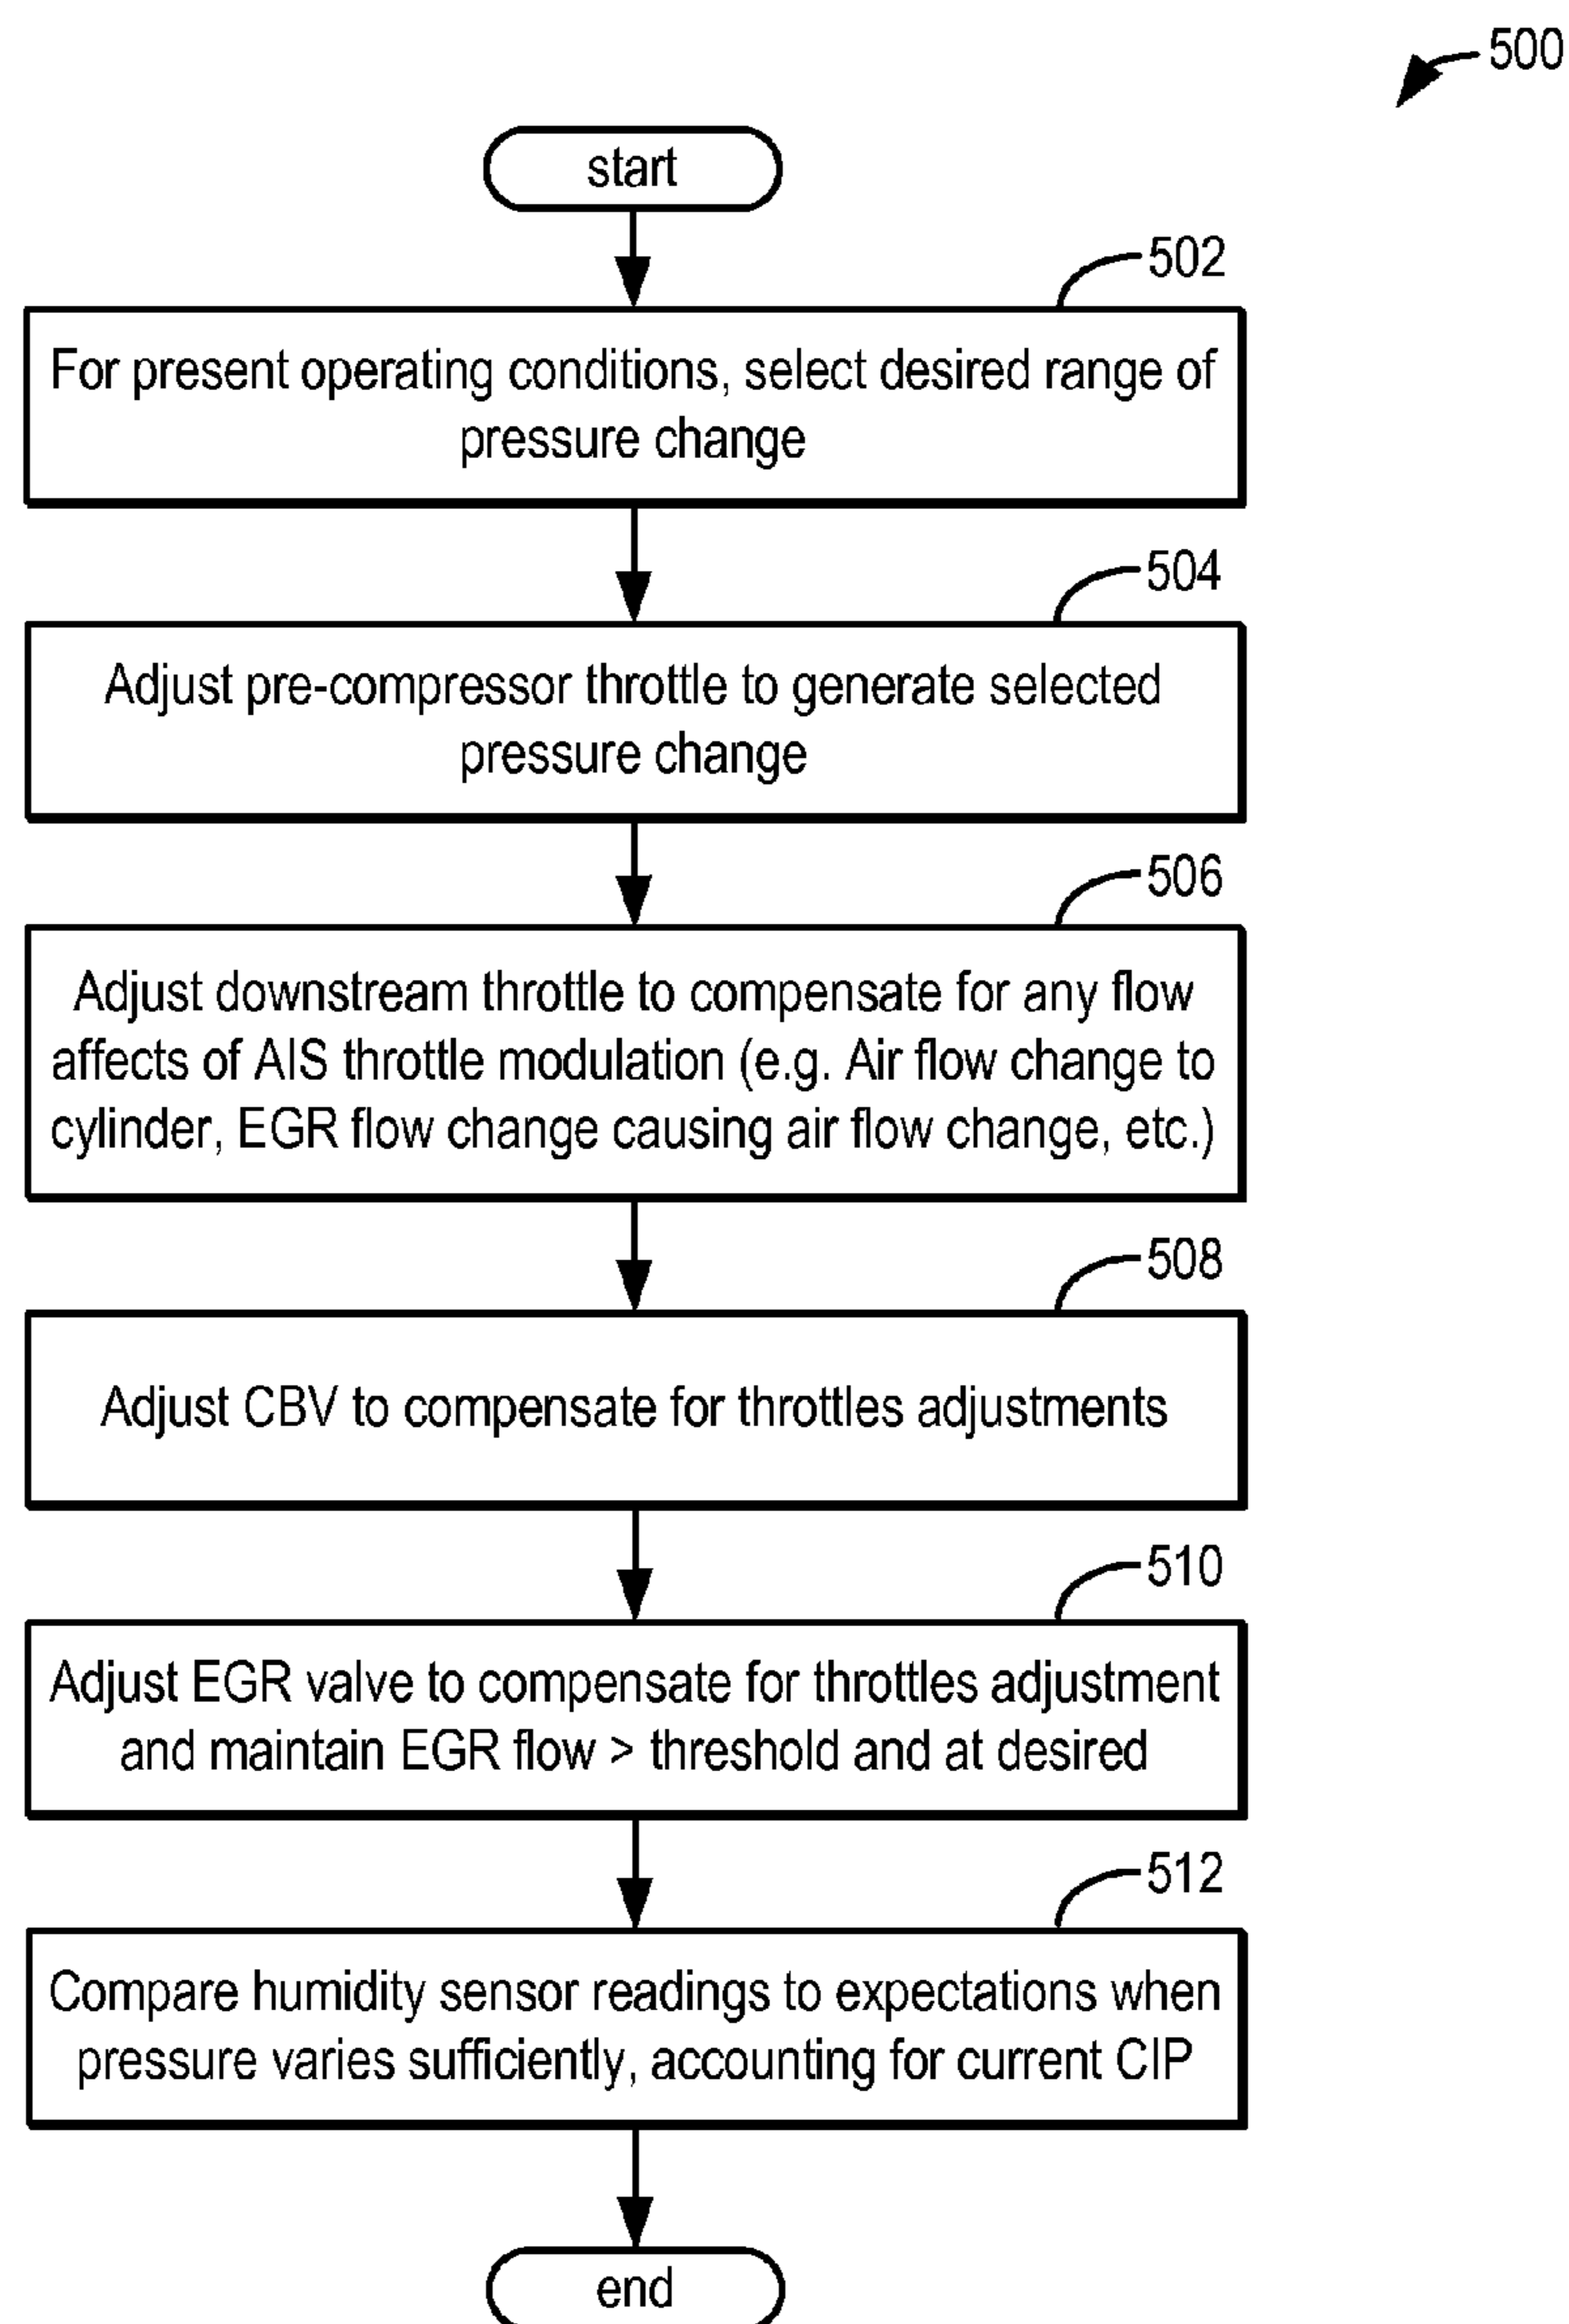 500
start
502
For present operating conditions, select desired range of
pressure change
504
Adjust pre-compressor throttle to generate selected
pressure change
506
Adjust downstream throttle to compensate for any flow
affects of AIS throttle modulation (e.g. Air flow change to
cylinder, EGR flow change causing air flow change, etc.)
508
Adjust CBV to compensate for throttles adjustments
510
Adjust EGR valve to compensate for throttles adjustment
and maintain EGR flow > threshold and at desired
512
Compare humidity sensor readings to expectations when
pressure varies sufficiently, accounting for current CIP
end